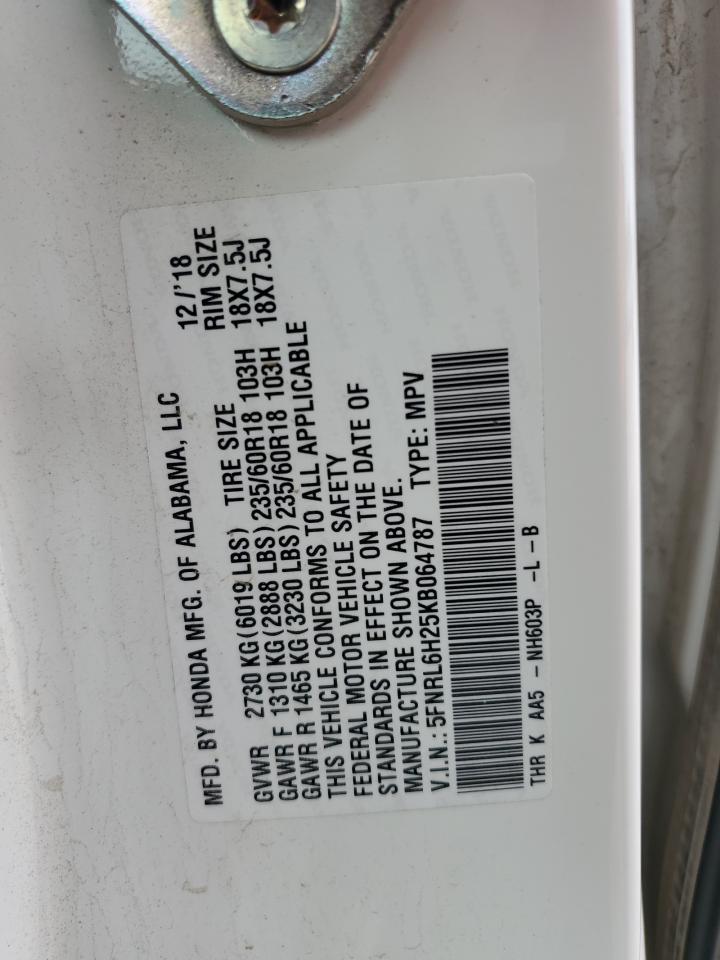 MFD. BY HONDA MFG. OF ALABAMA, LLC 12/'18
GVWR 2730 KG(6019 LBS) TIRE SIZE RIM SIZE
GAWR F 1310 KG(2888 LBS) 235/60R18 103H 18X7.5J
GAWR R 1465 KG(3230 LBS) 235/60R18 103H 18X7.5J
THIS VEHICLE CONFORMS TO ALL APPLICABLE
FEDERAL MOTOR VEHICLE SAFETY
STANDARDS IN EFFECT ON THE DATE OF
MANUFACTURE SHOWN ABOVE.
V.I.N.: 5FNRL6H25KB064787 TYPE: MPV
THR K AA5 - NH603P -L -B